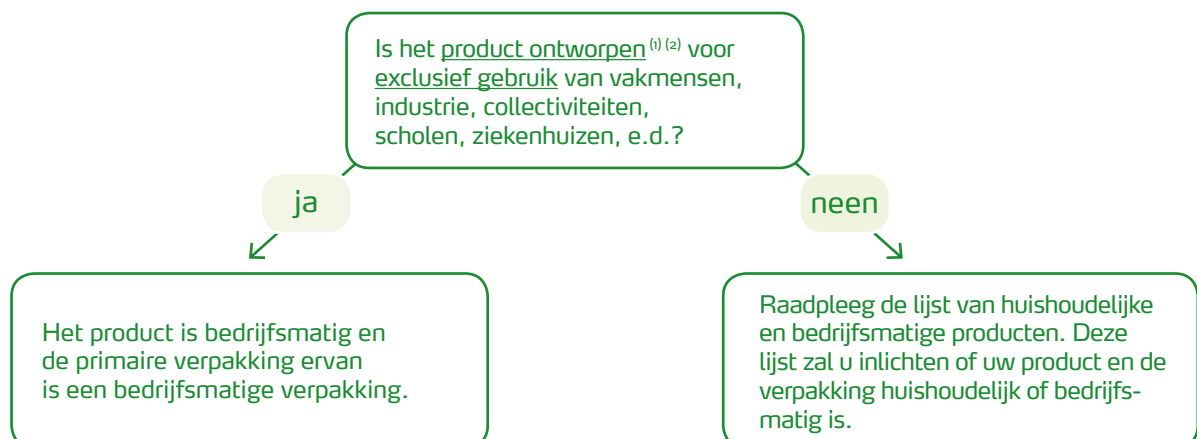 Is het product ontworpen (1) (2) voor
exclusief gebruik van vakmensen,
industrie, collectiviteiten,
scholen, ziekenhuizen, e.d.?
ja
neen
Het product is bedrijfsmatig en
de primaire verpakking ervan
is een bedrijfsmatige verpakking.
Raadpleeg de lijst van huishoudelijke
en bedrijfsmatige producten. Deze
lijst zal u inlichten of uw product en de
verpakking huishoudelijk of bedrijfs-
matig is.